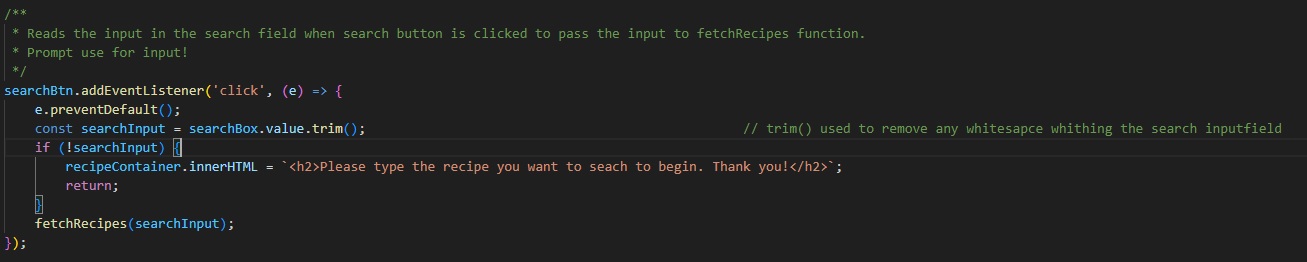 /**
 * Reads the input in the search field when search button is clicked to pass the input to fetchRecipes function.
 * Prompt use for input!
 */
searchBtn.addEventListener('click', (e) => {
    e.preventDefault();
    const searchInput = searchBox.value.trim(); // trim() used to remove any whitesapce whithing the search inputfield
    if (!searchInput) {
        recipeContainer.innerHTML = `<h2>Please type the recipe you want to seach to begin. Thank you!</h2>`;
        return;
    }
    fetchRecipes(searchInput);
});